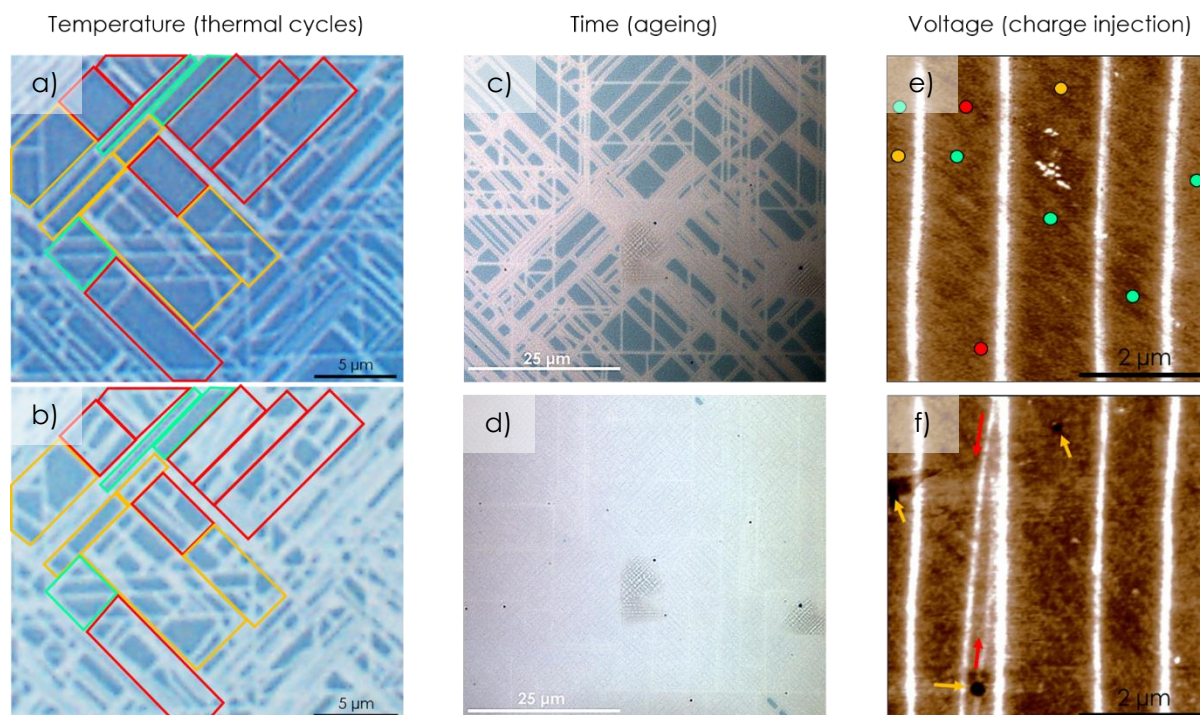 Temperature (thermal cycles)
Time (ageing)
Voltage (charge injection)
a)
c)
e)
5 µm
25 µm
2 µm
b)
d)
f)
5 µm
25 µm
2 µm